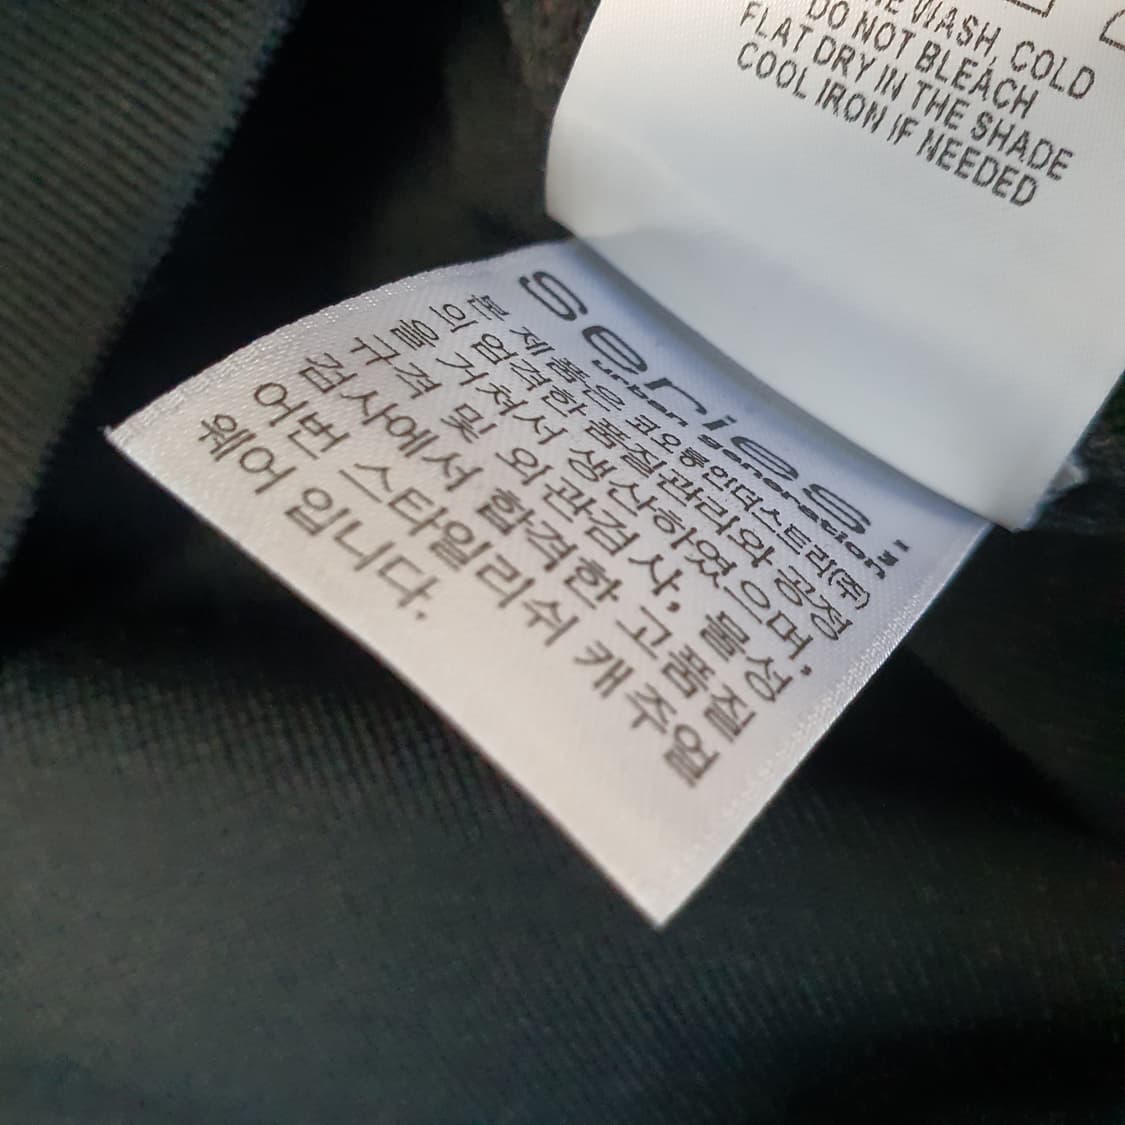 WASH, COLD
DO NOT BLEACH
FLAT DRY IN THE SHADE
COOL IRON IF NEEDED
series;
urban generation
본 제품은 코오롱인더스트리(주)
의 엄격한 품질관리와 공정
을 거쳐서 생산하였으며,
규격 및 외관검사, 물성
검사에서 합격한 고품질
어번 스타일리쉬 캐주얼
웨어 입니다.